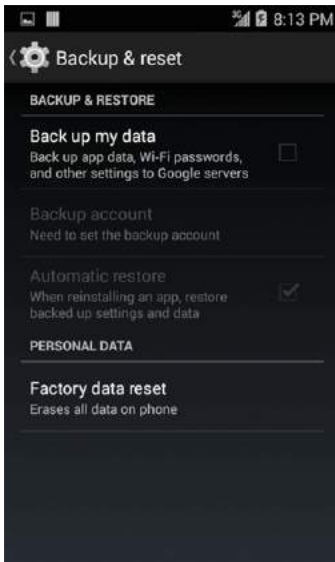 3G 8:13 PM
Backup & reset
BACKUP & RESTORE
Back up my data
Back up app data, Wi-Fi passwords,
and other settings to Google servers
Backup account
Need to set the backup account
Automatic restore
When reinstalling an app, restore
backed up settings and data
PERSONAL DATA
Factory data reset
Erases all data on phone